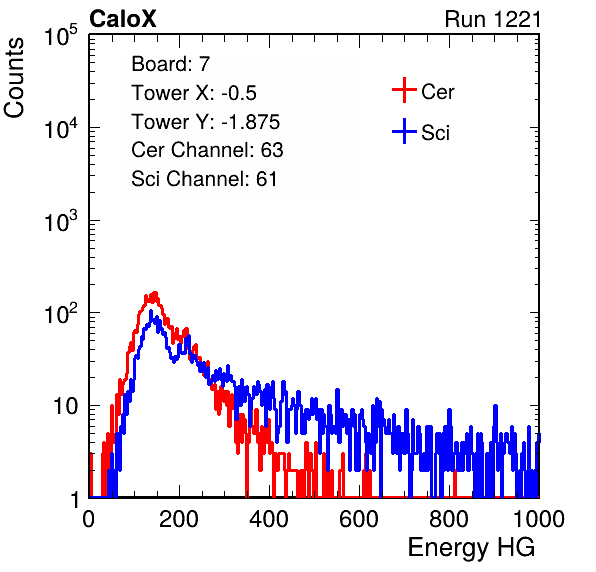 CaloX Run 1221
Counts
Board: 7
Tower X: -0.5
Tower Y: -1.875
Cer Channel: 63
Sci Channel: 61
Cer
Sci
10^5
10^4
10^3
10^2
10
1
0 200 400 600 800 1000
Energy HG